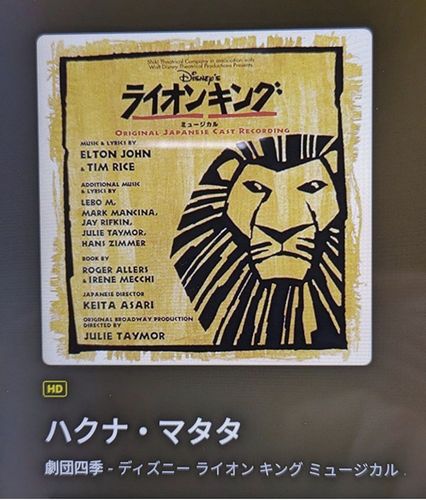 Shiki Theatrical Company in association with
Walt Disney Theatrical Productions Presents
DISNEY'S
ライオンキング
ミュージカル
ORIGINAL JAPANESE CAST RECORDING
MUSIC & LYRICS BY
ELTON JOHN
& TIM RICE
ADDITIONAL MUSIC
& LYRICS BY
LEBO M,
MARK MANCINA,
JAY RIFKIN,
JULIE TAYMOR,
HANS ZIMMER
BOOK BY
ROGER ALLERS
& IRENE MECCHI
JAPANESE DIRECTOR
KEITA ASARI
ORIGINAL BROADWAY PRODUCTION
DIRECTED BY
JULIE TAYMOR
HD
ハクナ・マタタ
劇団四季 - ディズニー ライオン キング ミュージカル